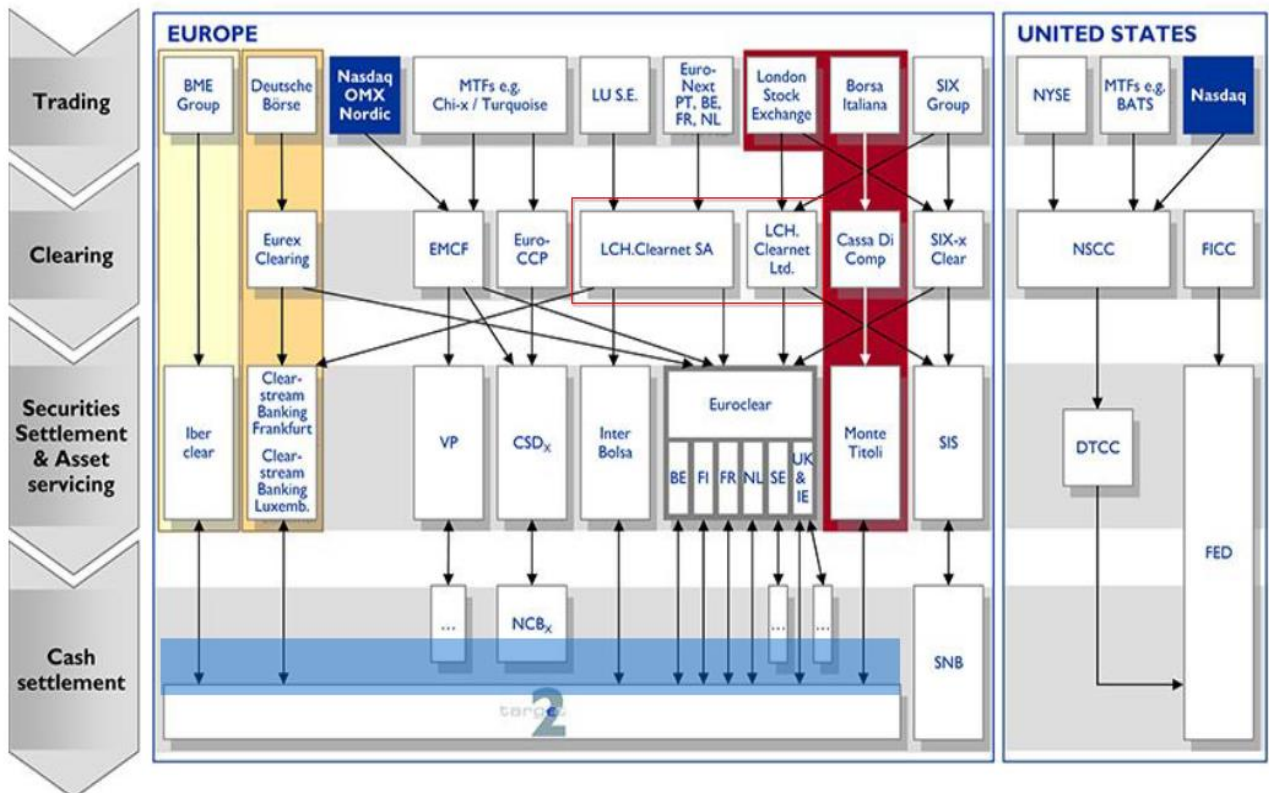 EUROPE
UNITED STATES
Trading
BME
Group
Deutsche
Börse
Nasdaq
OMX
Nordic
MTFs e.g.
Chi-x / Turquoise
LU S.E.
Euro-
Next
PT, BE,
FR, NL
London
Stock
Exchange
Borsa
Italiana
SIX
Group
NYSE
MTFs e.g.
BATS
Nasdaq
Clearing
Eurex
Clearing
EMCF
Euro-
CCP
LCH.Clearnet SA
LCH.
Clearnet
Ltd.
Cassa Di
Comp
SIX-x
Clear
NSCC
FICC
Securities
Settlement
& Asset
servicing
Iber
clear
Clear-
stream
Banking
Frankfurt
Clear-
stream
Banking
Luxemb.
VP
CSDx
Inter
Bolsa
Euroclear
BE
FI
FR
NL
SE
UK
&
IE
Monte
Titoli
SIS
DTCC
FED
Cash
settlement
...
NCBx
...
...
SNB
target
2